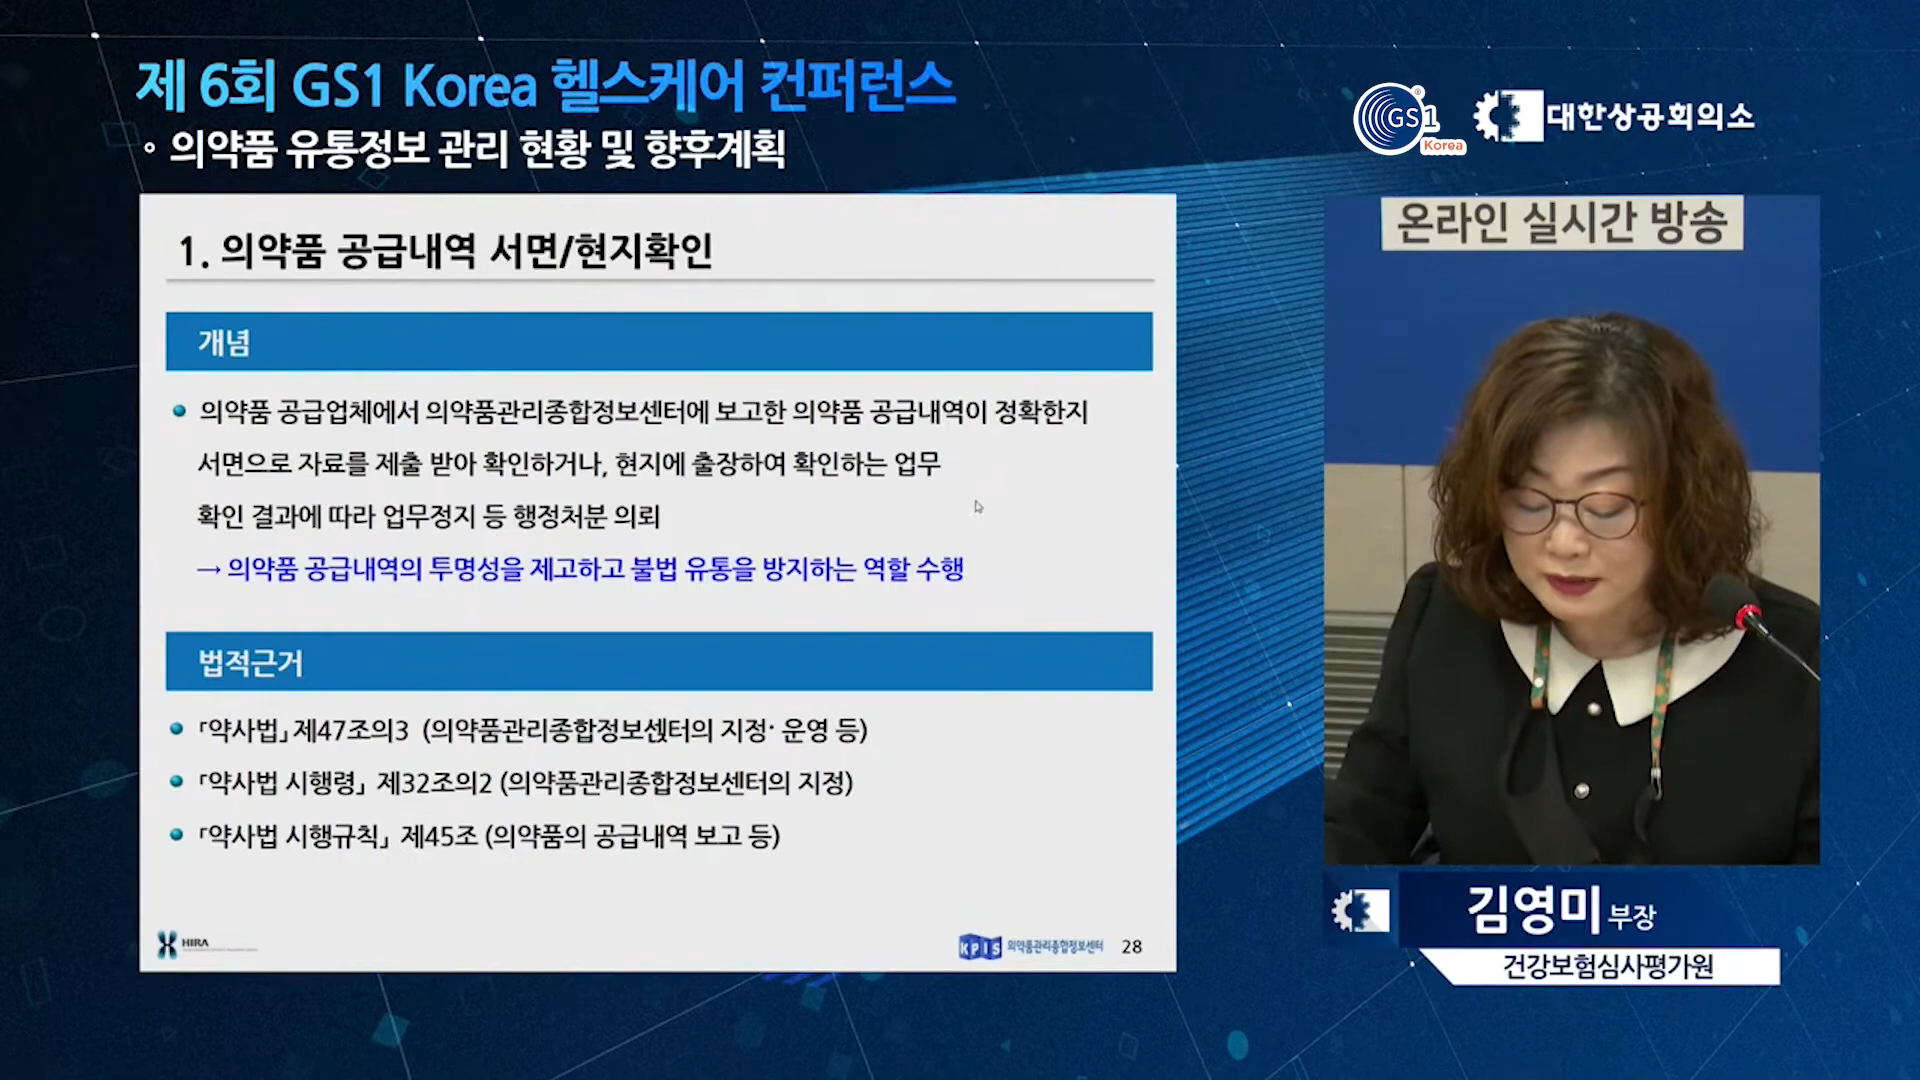 제 6회 GS1 Korea 헬스케어 컨퍼런스
◦ 의약품 유통정보 관리 현황 및 향후계획
GS1® Korea
대한상공회의소
온라인 실시간 방송
1. 의약품 공급내역 서면/현지확인
개념
의약품 공급업체에서 의약품관리종합정보센터에 보고한 의약품 공급내역이 정확한지
서면으로 자료를 제출 받아 확인하거나, 현지에 출장하여 확인하는 업무
확인 결과에 따라 업무정지 등 행정처분 의뢰
→ 의약품 공급내역의 투명성을 제고하고 불법 유통을 방지하는 역할 수행
법적근거
「약사법」 제47조의3 (의약품관리종합정보센터의 지정· 운영 등)
「약사법 시행령」 제32조의2 (의약품관리종합정보센터의 지정)
「약사법 시행규칙」 제45조 (의약품의 공급내역 보고 등)
HIRA
KPIS 의약품관리종합정보센터 28
김영미 부장
건강보험심사평가원